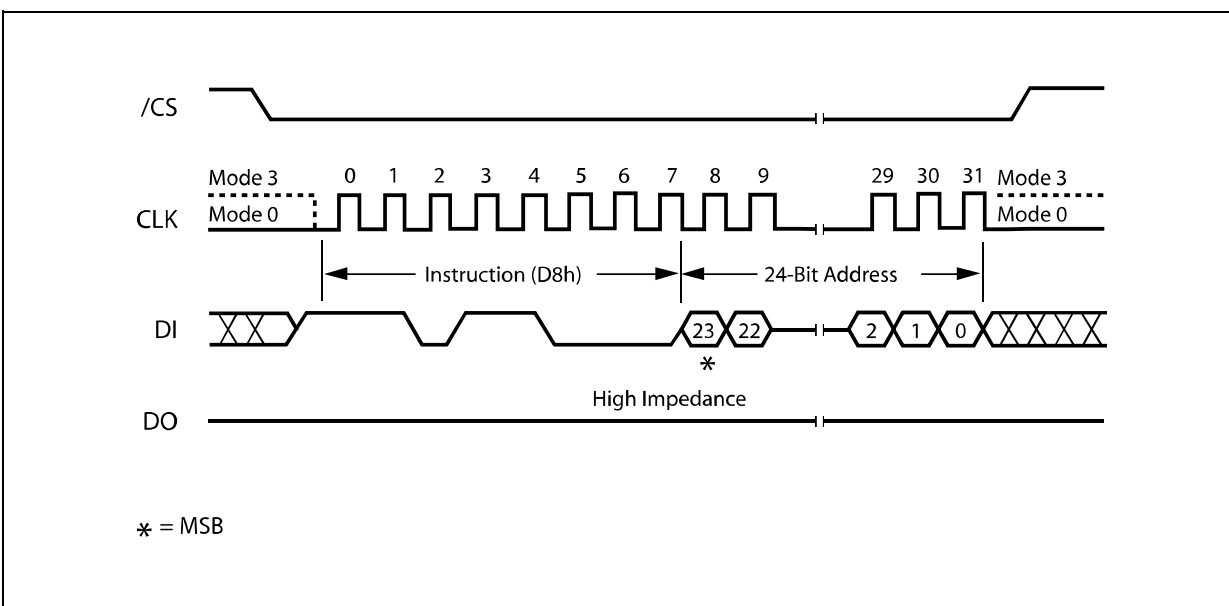 /CS
Mode 3 0 1 2 3 4 5 6 7 8 9 29 30 31 Mode 3
CLK Mode 0 Mode 0
Instruction (D8h) 24-Bit Address
DI 23 22 2 1 0
*
High Impedance
DO
* = MSB